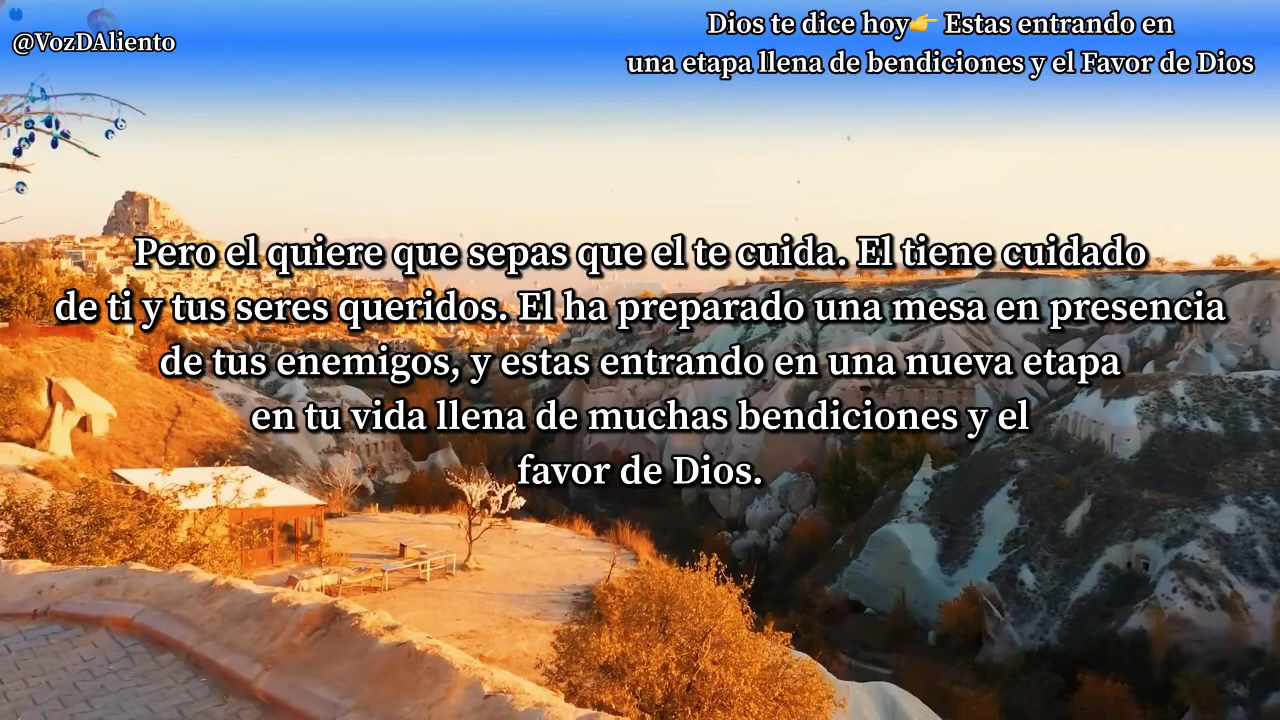 @VozDAliento
Dios te dice hoy👉 Estas entrando en
una etapa llena de bendiciones y el Favor de Dios
Pero el quiere que sepas que el te cuida. El tiene cuidado
de ti y tus seres queridos. El ha preparado una mesa en presencia
de tus enemigos, y estas entrando en una nueva etapa
en tu vida llena de muchas bendiciones y el
favor de Dios.